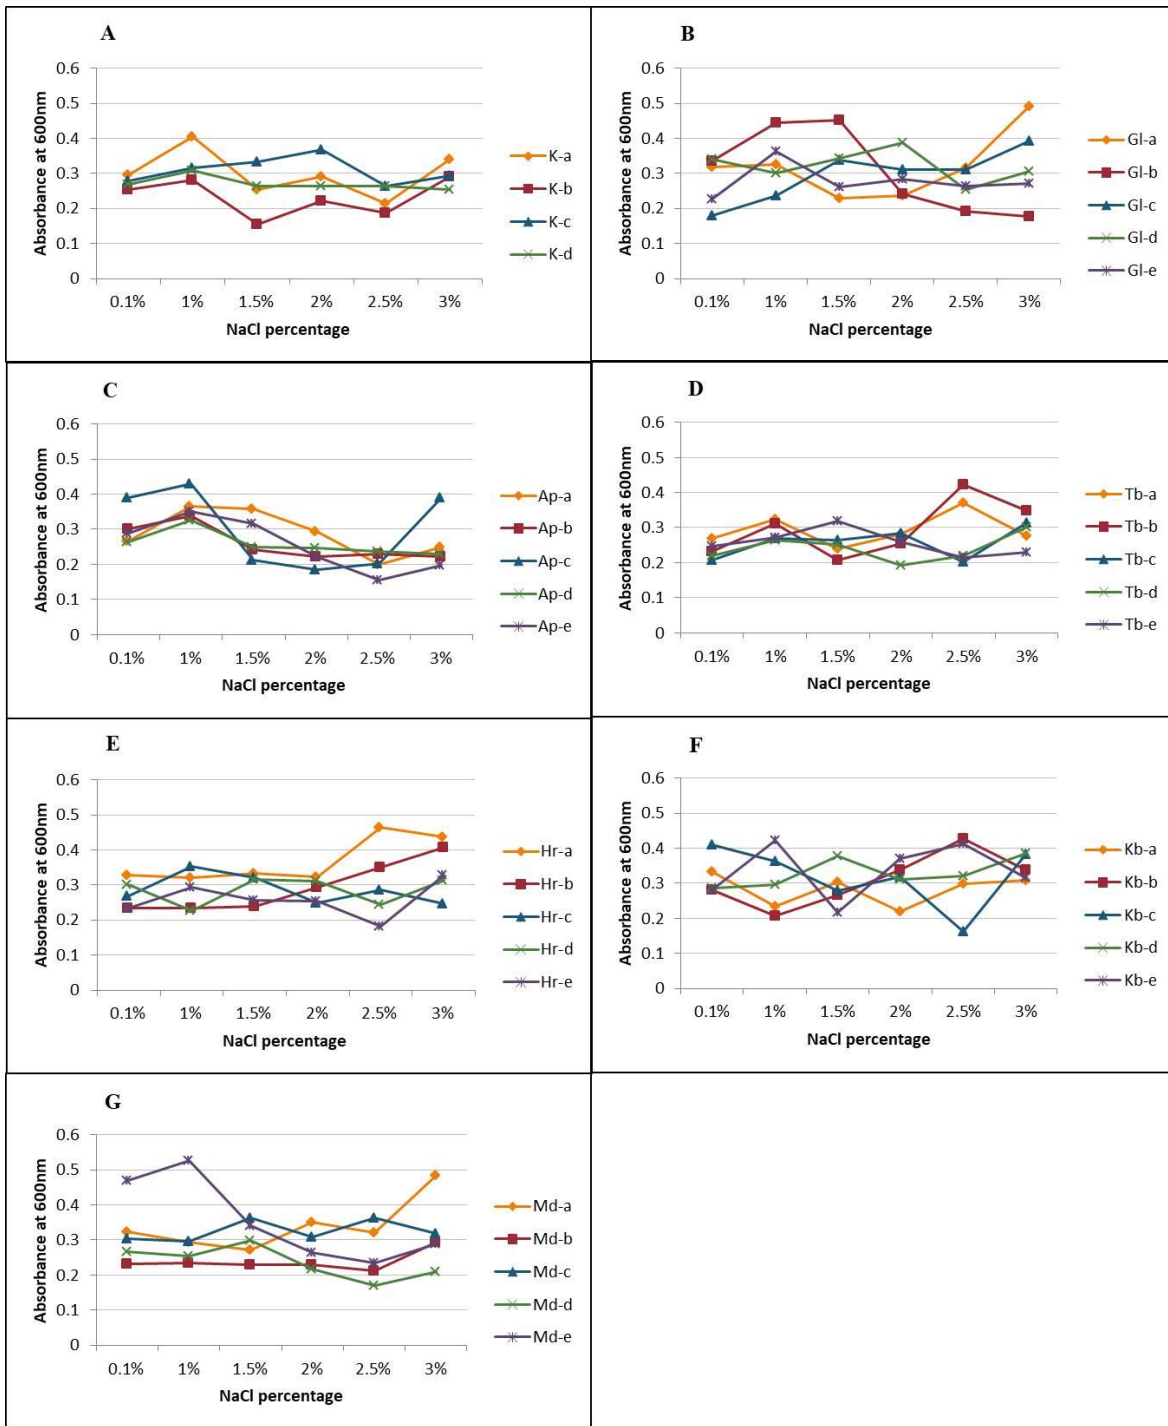 A
Absorbance at 600nm
0.6
0.5
0.4
0.3
0.2
0.1
0
0.1% 1% 1.5% 2% 2.5% 3%
NaCl percentage
K-a
K-b
K-c
K-d
B
Absorbance at 600nm
0.6
0.5
0.4
0.3
0.2
0.1
0
0.1% 1% 1.5% 2% 2.5% 3%
NaCl percentage
Gl-a
Gl-b
Gl-c
Gl-d
Gl-e
C
Absorbance at 600nm
0.6
0.5
0.4
0.3
0.2
0.1
0
0.1% 1% 1.5% 2% 2.5% 3%
NaCl percentage
Ap-a
Ap-b
Ap-c
Ap-d
Ap-e
D
Absorbance at 600nm
0.6
0.5
0.4
0.3
0.2
0.1
0
0.1% 1% 1.5% 2% 2.5% 3%
NaCl percentage
Tb-a
Tb-b
Tb-c
Tb-d
Tb-e
E
Absorbance at 600nm
0.6
0.5
0.4
0.3
0.2
0.1
0
0.1% 1% 1.5% 2% 2.5% 3%
NaCl percentage
Hr-a
Hr-b
Hr-c
Hr-d
Hr-e
F
Absorbance at 600nm
0.6
0.5
0.4
0.3
0.2
0.1
0
0.1% 1% 1.5% 2% 2.5% 3%
NaCl percentage
Kb-a
Kb-b
Kb-c
Kb-d
Kb-e
G
Absorbance at 600nm
0.6
0.5
0.4
0.3
0.2
0.1
0
0.1% 1% 1.5% 2% 2.5% 3%
NaCl percentage
Md-a
Md-b
Md-c
Md-d
Md-e